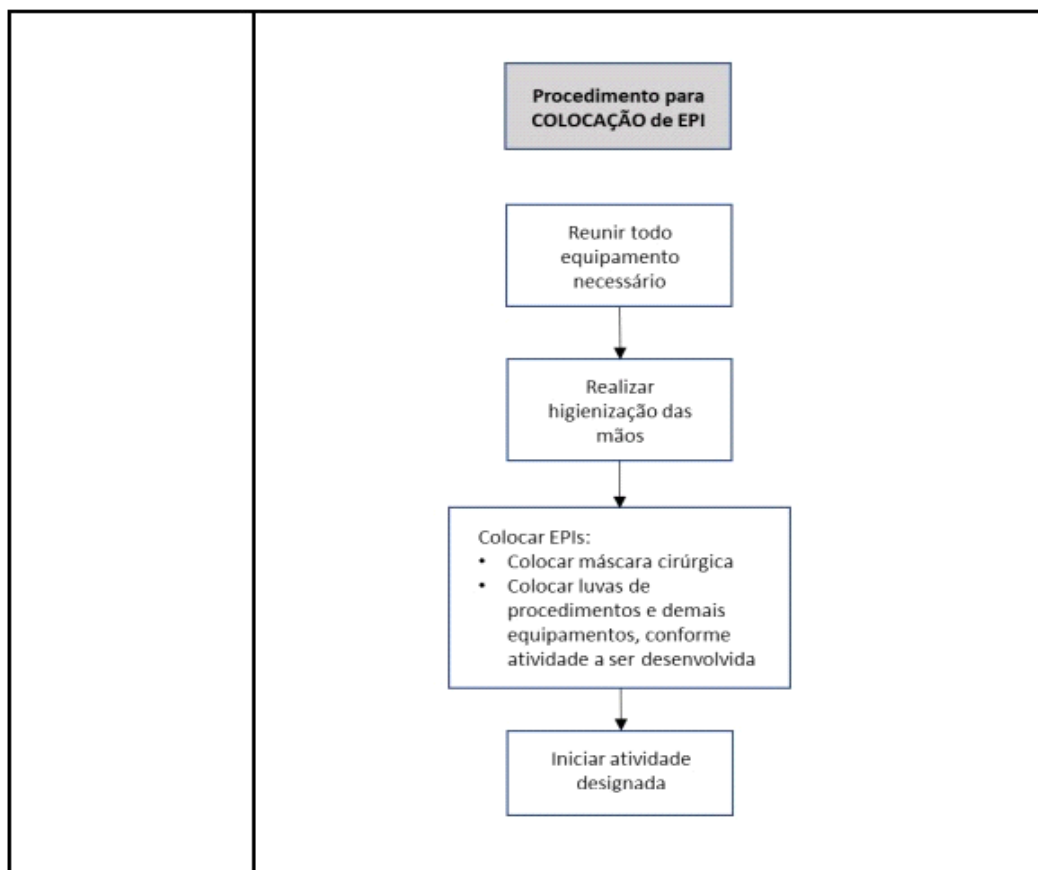 Procedimento para
COLOCAÇÃO de EPI
Reunir todo
equipamento
necessário
Realizar
higienização das
mãos
Colocar EPIs:
• Colocar máscara cirúrgica
• Colocar luvas de
procedimentos e demais
equipamentos, conforme
atividade a ser desenvolvida
Iniciar atividade
designada